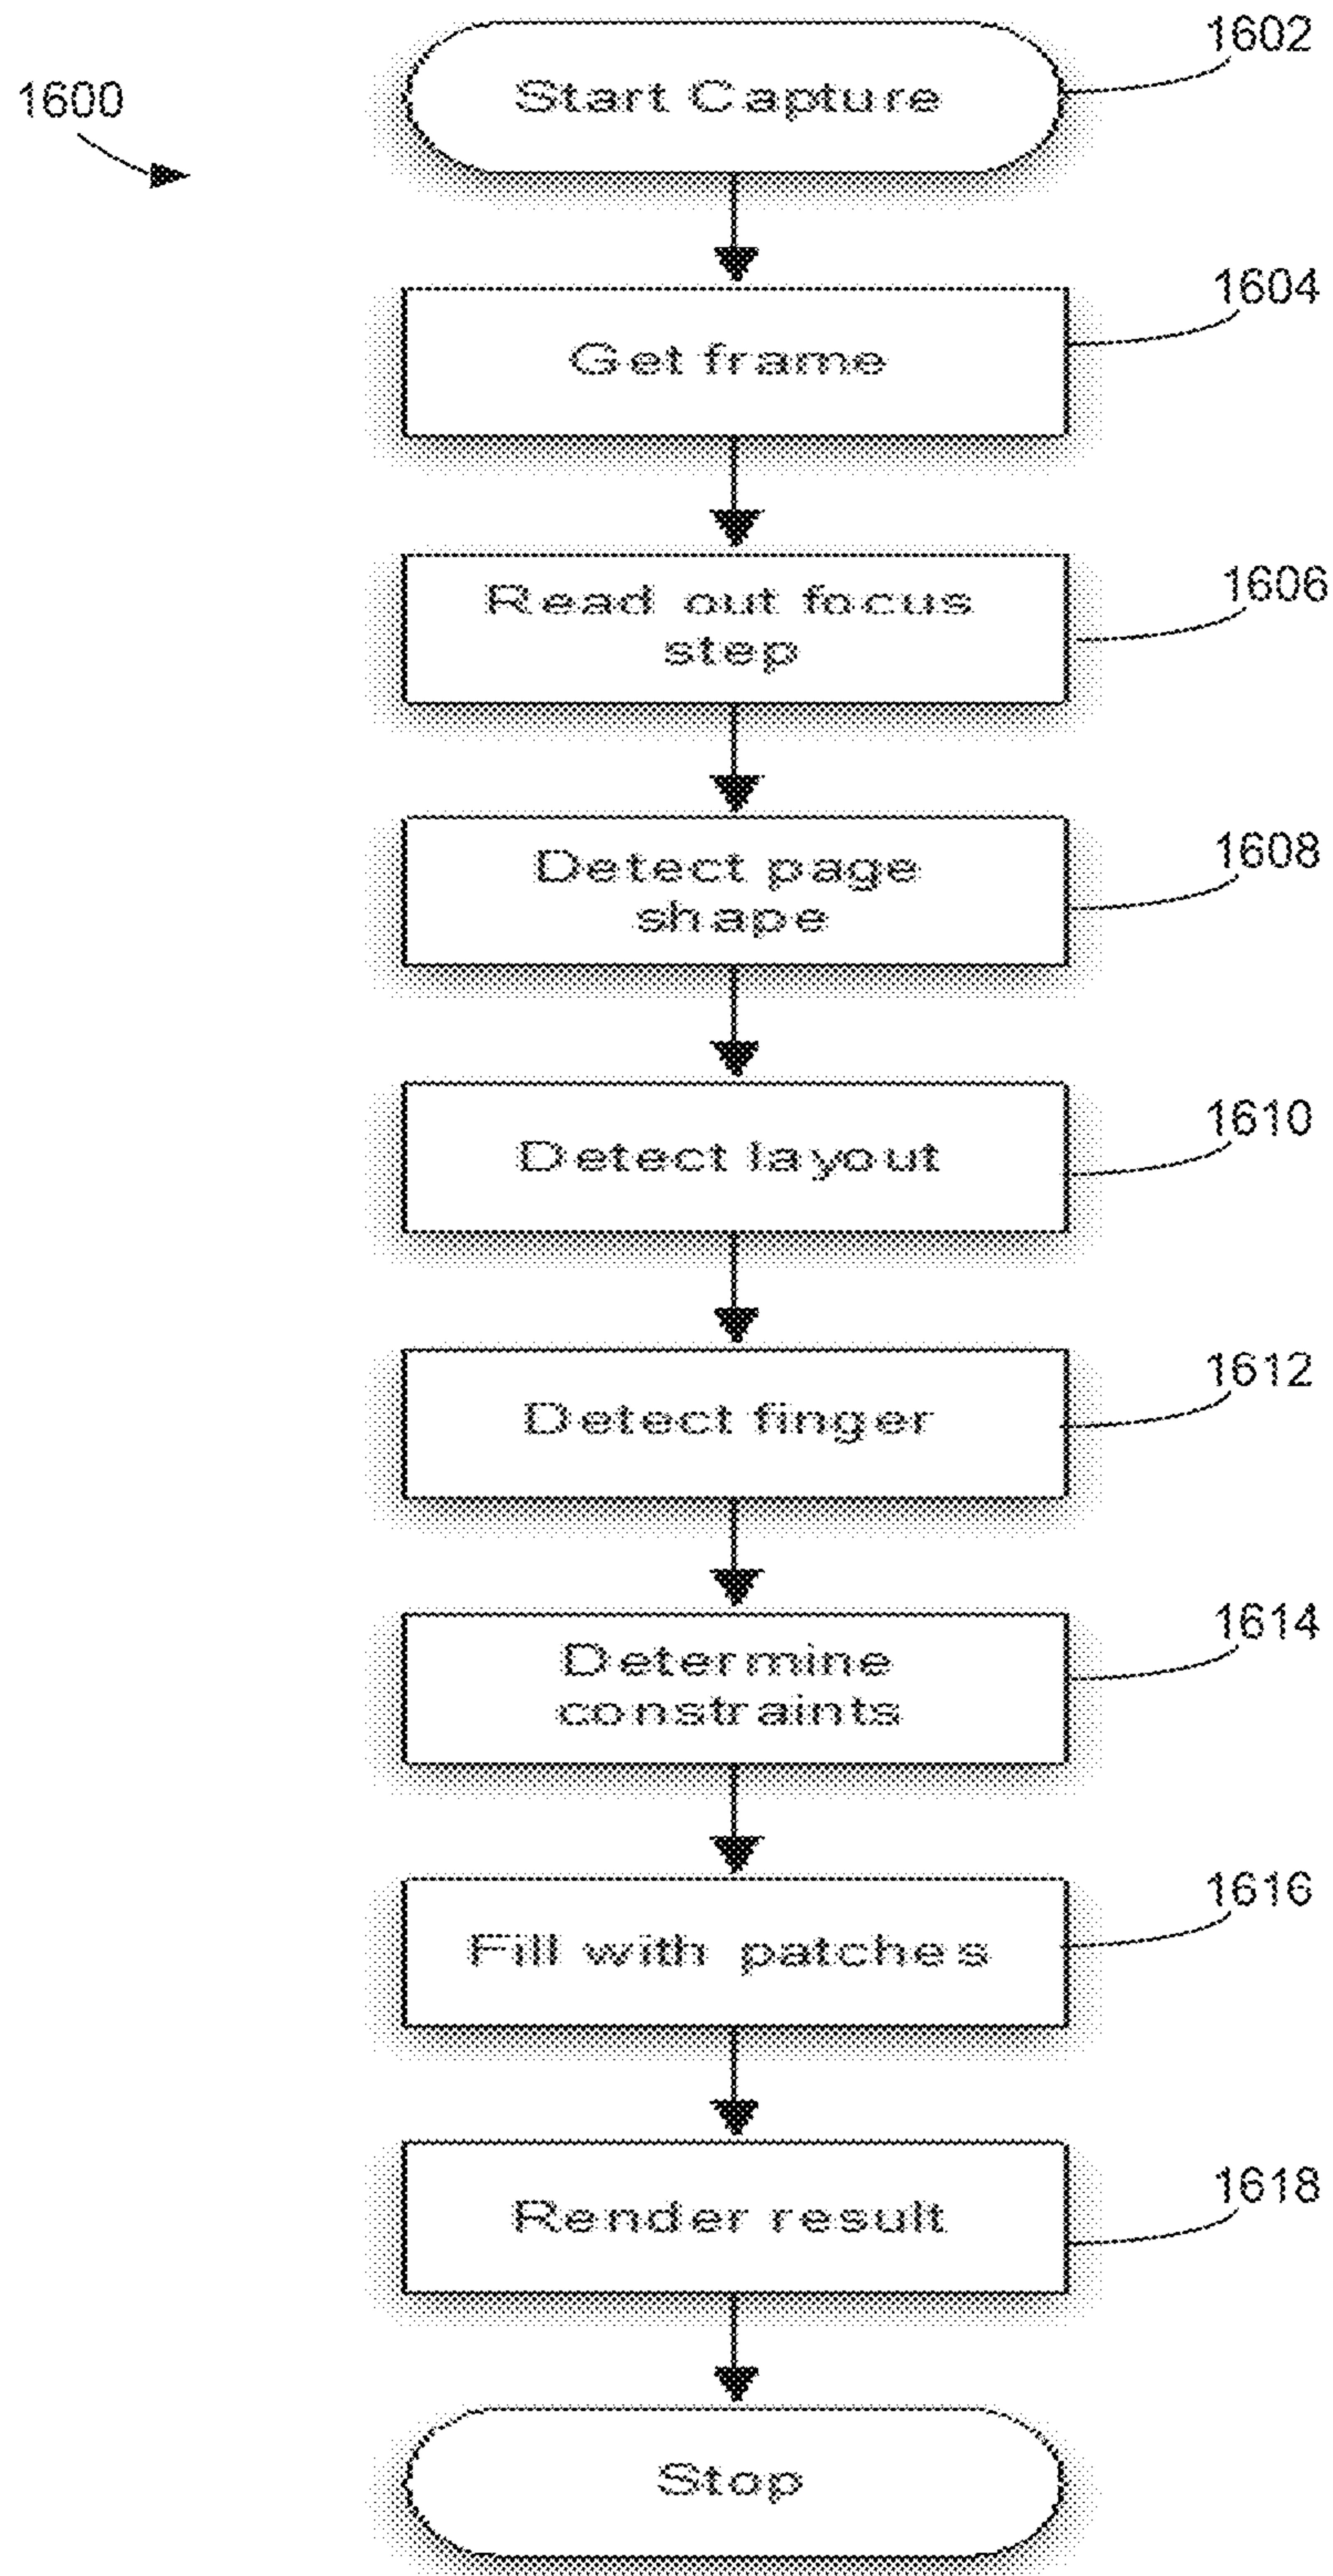 1600
Start Capture
1602
Get frame
1604
Read out focus
step
1606
Detect page
shape
1608
Detect layout
1610
Detect finger
1612
Determine
constraints
1614
Fill with patches
1616
Render result
1618
Stop